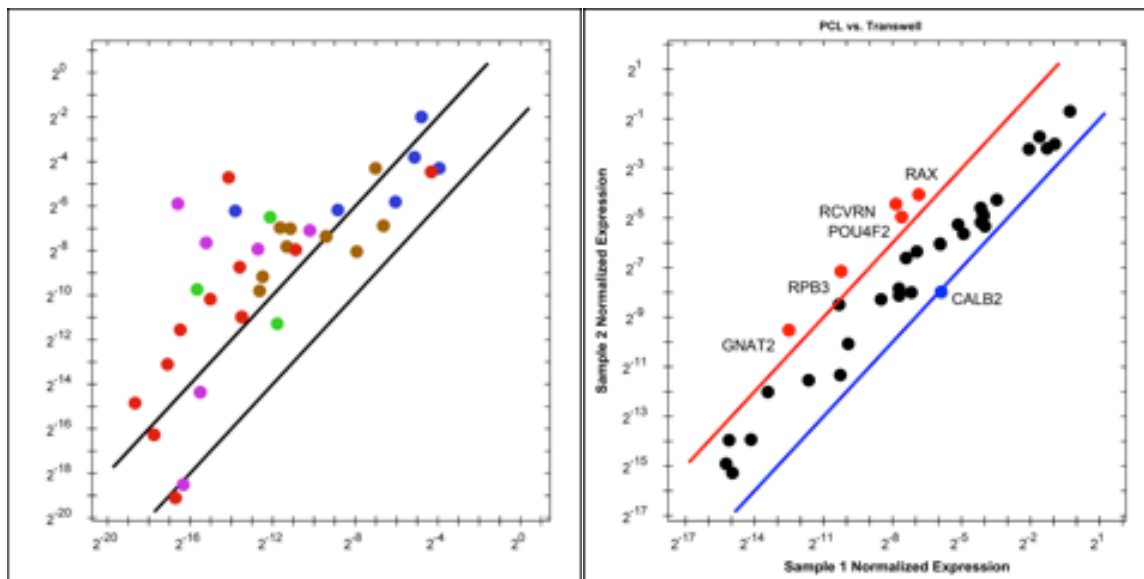 2^0
2^-2
2^-4
2^-6
2^-8
2^-10
2^-12
2^-14
2^-16
2^-18
2^-20
2^-20 2^-16 2^-12 2^-8 2^-4 2^0
PCL vs. Transwell
Sample 2 Normalized Expression
2^1
2^-1
2^-3
2^-5
2^-7
2^-9
2^-11
2^-13
2^-15
2^-17
RAX
RCVRN
POU4F2
RPB3
CALB2
GNAT2
2^-17 2^-14 2^-11 2^-8 2^-5 2^-2 2^1
Sample 1 Normalized Expression